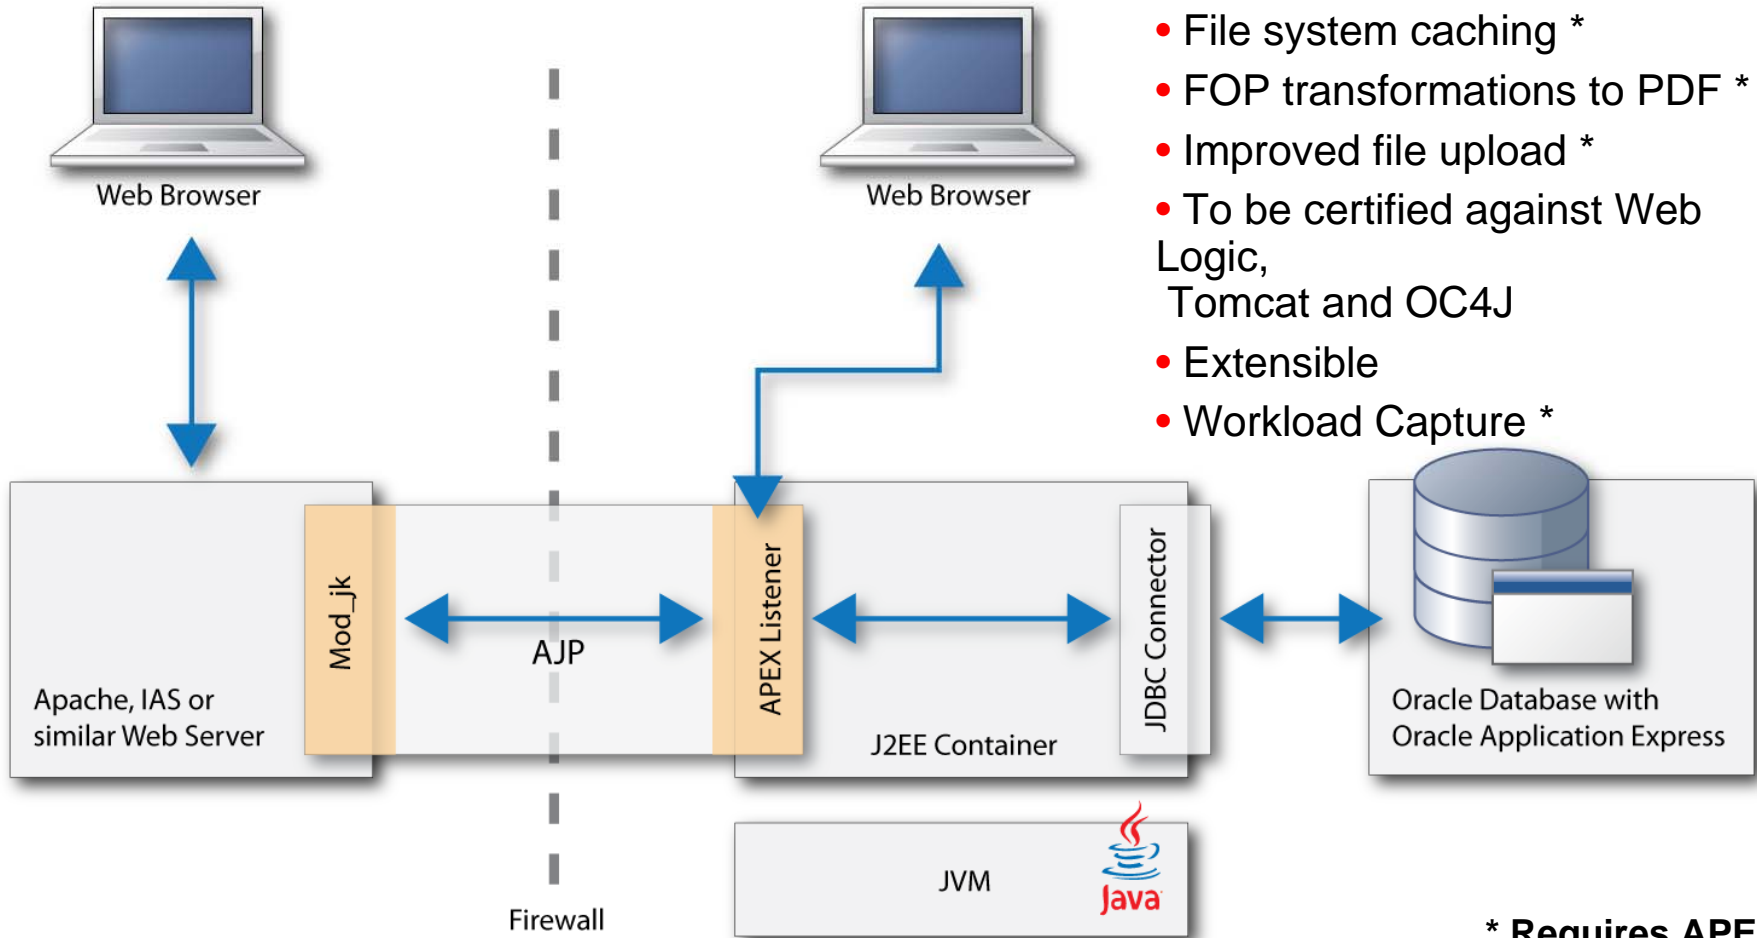 • File system caching *
• FOP transformations to PDF *
• Improved file upload *
• To be certified against Web
Logic,
Tomcat and OC4J
• Extensible
• Workload Capture *
Web Browser
Web Browser
Mod_jk
AJP
APEX Listener
JDBC Connector
Apache, IAS or
similar Web Server
J2EE Container
Oracle Database with
Oracle Application Express
JVM
Java
Firewall
* Requires APE